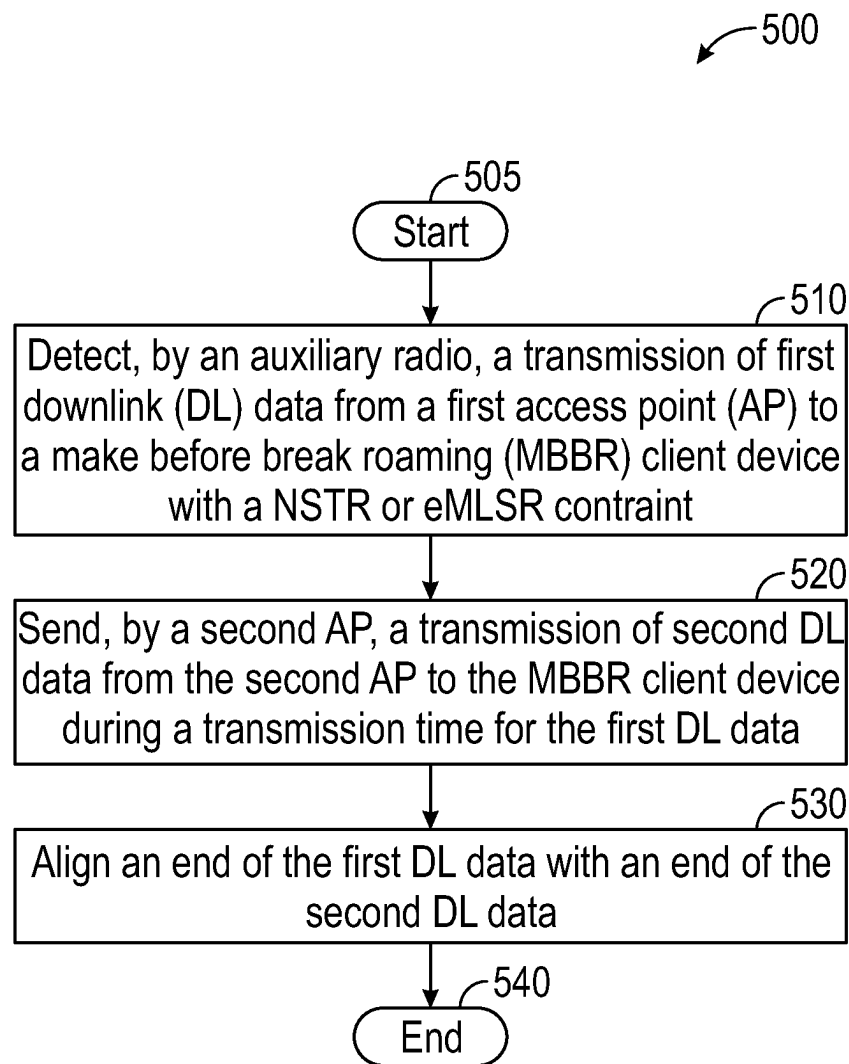 500
505
Start
510
Detect, by an auxiliary radio, a transmission of first
downlink (DL) data from a first access point (AP) to
a make before break roaming (MBBR) client device
with a NSTR or eMLSR contraint
520
Send, by a second AP, a transmission of second DL
data from the second AP to the MBBR client device
during a transmission time for the first DL data
530
Align an end of the first DL data with an end of the
second DL data
540
End